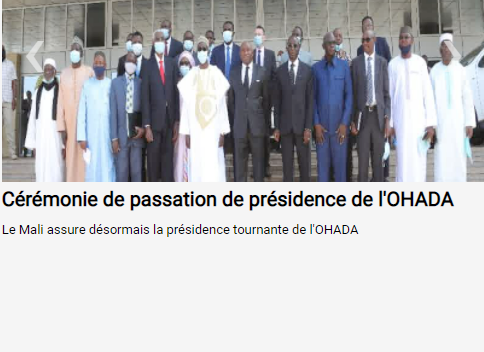 Cérémonie de passation de présidence de l'OHADA
Le Mali assure désormais la présidence tournante de l'OHADA